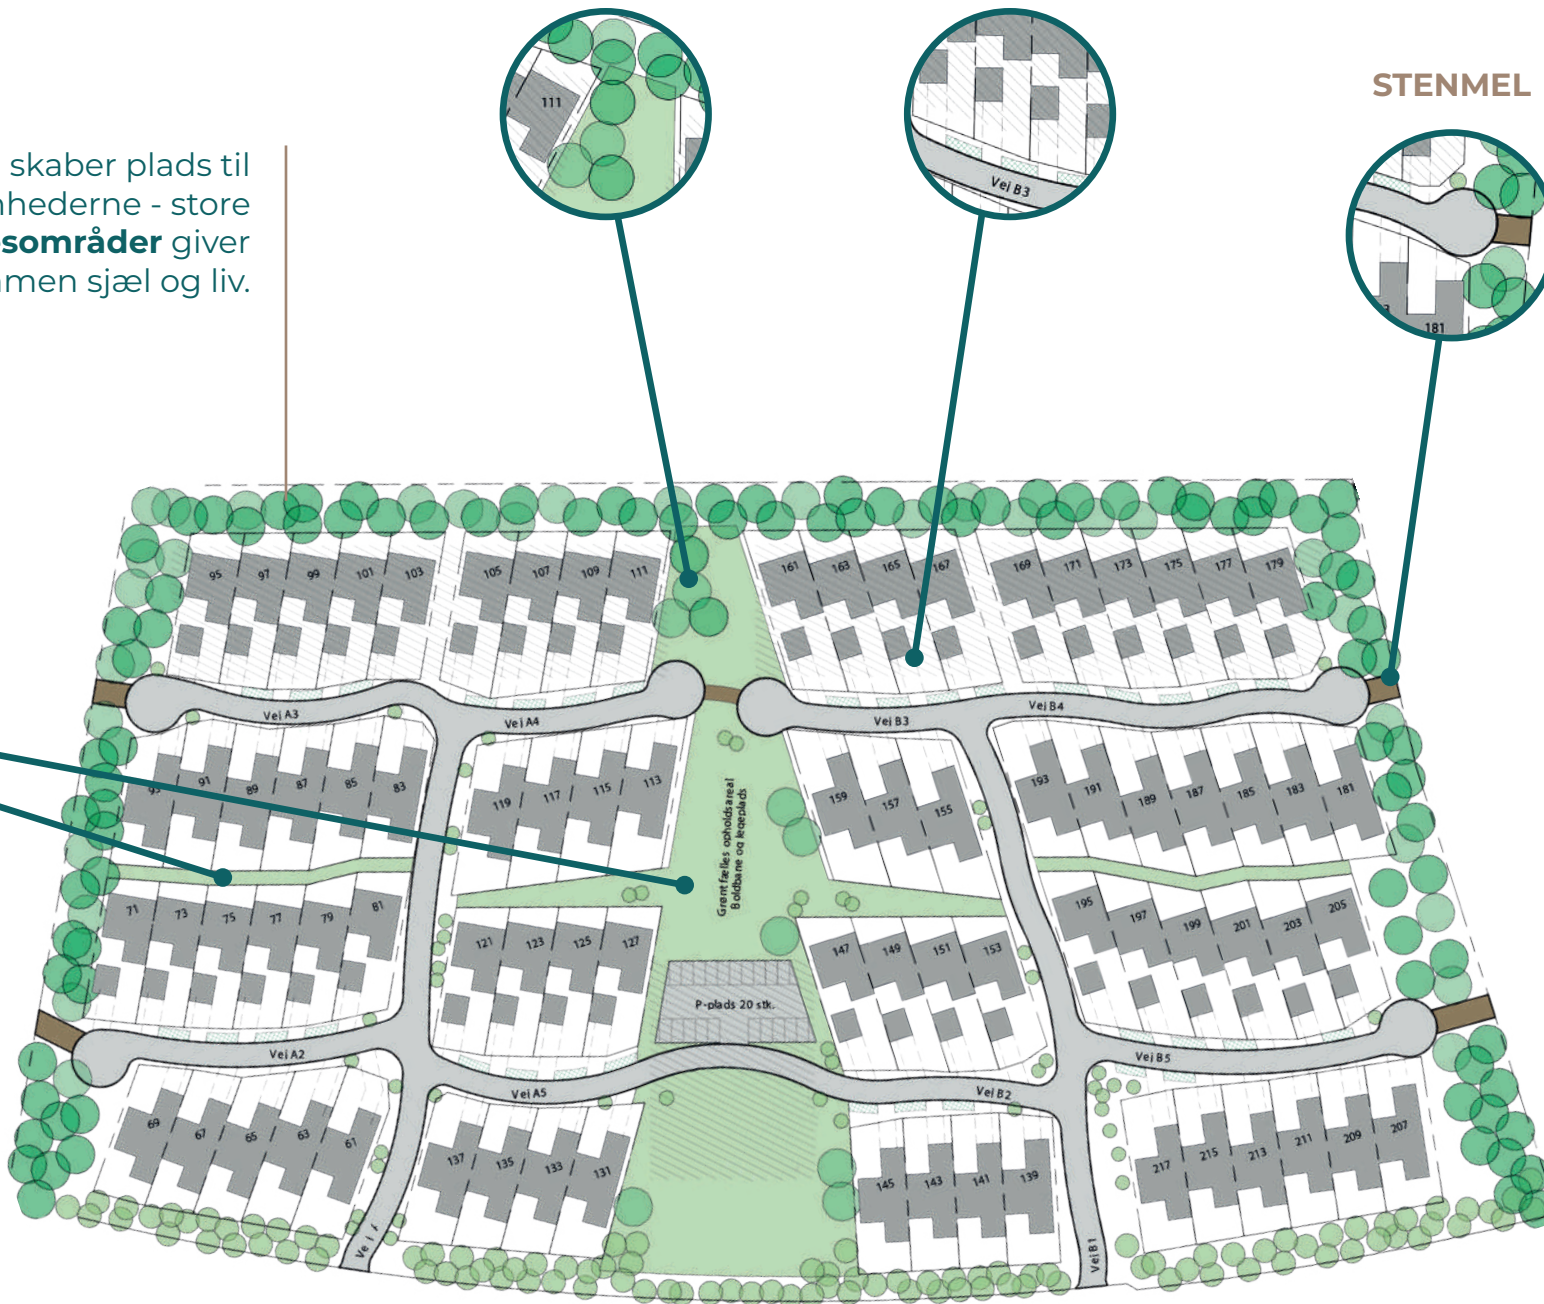 STENMEL
skaber plads til
nhederne - store
sområder giver
men sjæl og liv.
111
Vej B3
181
95 97 99 101 103
105 107 109 111
161 163 165 167
169 171 173 175 177 179
Vej A3
Vej A4
Vej B3
Vej B4
93 91 89 87 85 83
119 117 115 113
Grønt fælles opholdsareal
Boldbane og legeplads
159 157 155
193 191 189 187 185 183 181
71 73 75 77 79 81
121 123 125 127
147 149 151 153
195 197 199 201 203 205
P-plads 20 stk.
Vej A2
Vej A5
Vej B2
Vej B5
69 67 65 63 61
137 135 133 131
145 143 141 139
217 215 213 211 209 207
Vej B1